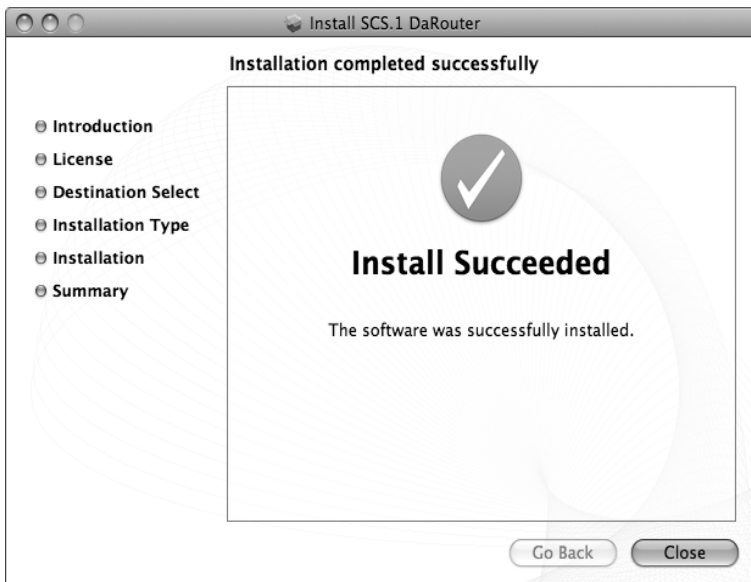 Install SCS.1 DaRouter
Installation completed successfully
Introduction
License
Destination Select
Installation Type
Installation
Summary
Install Succeeded
The software was successfully installed.
Go Back
Close